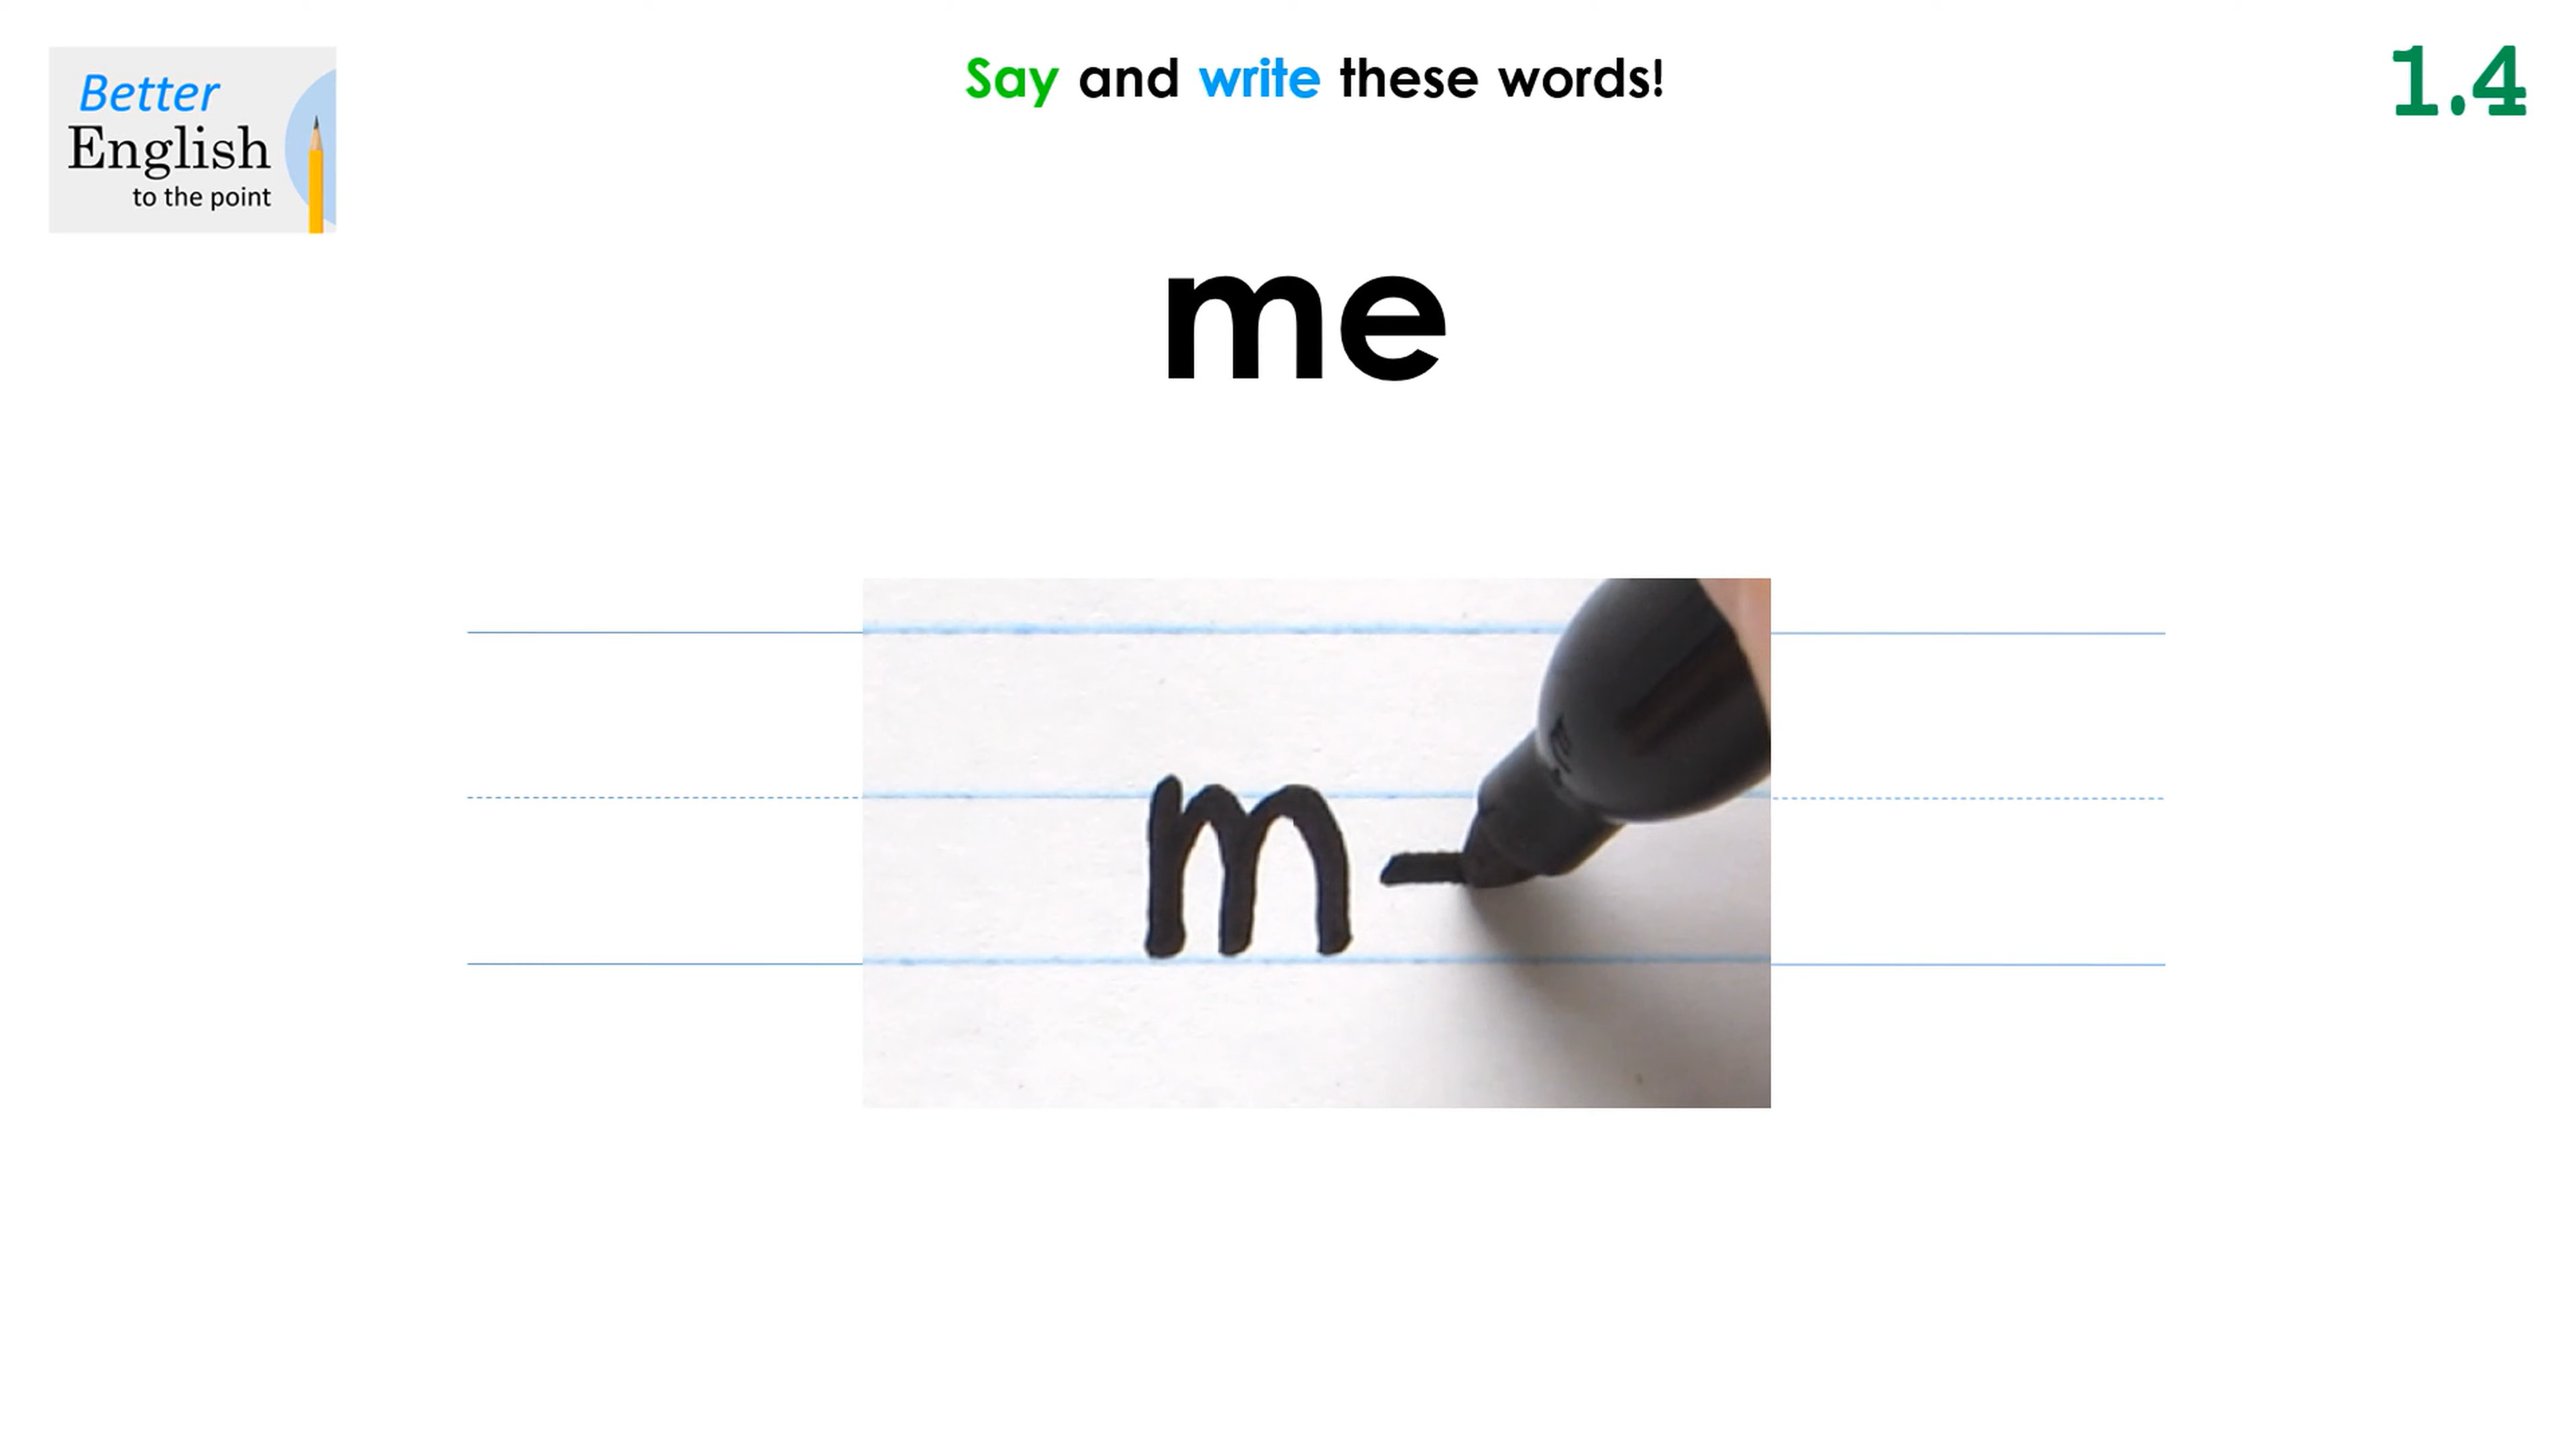 Better
English
to the point
Say and write these words!
1.4
me
m